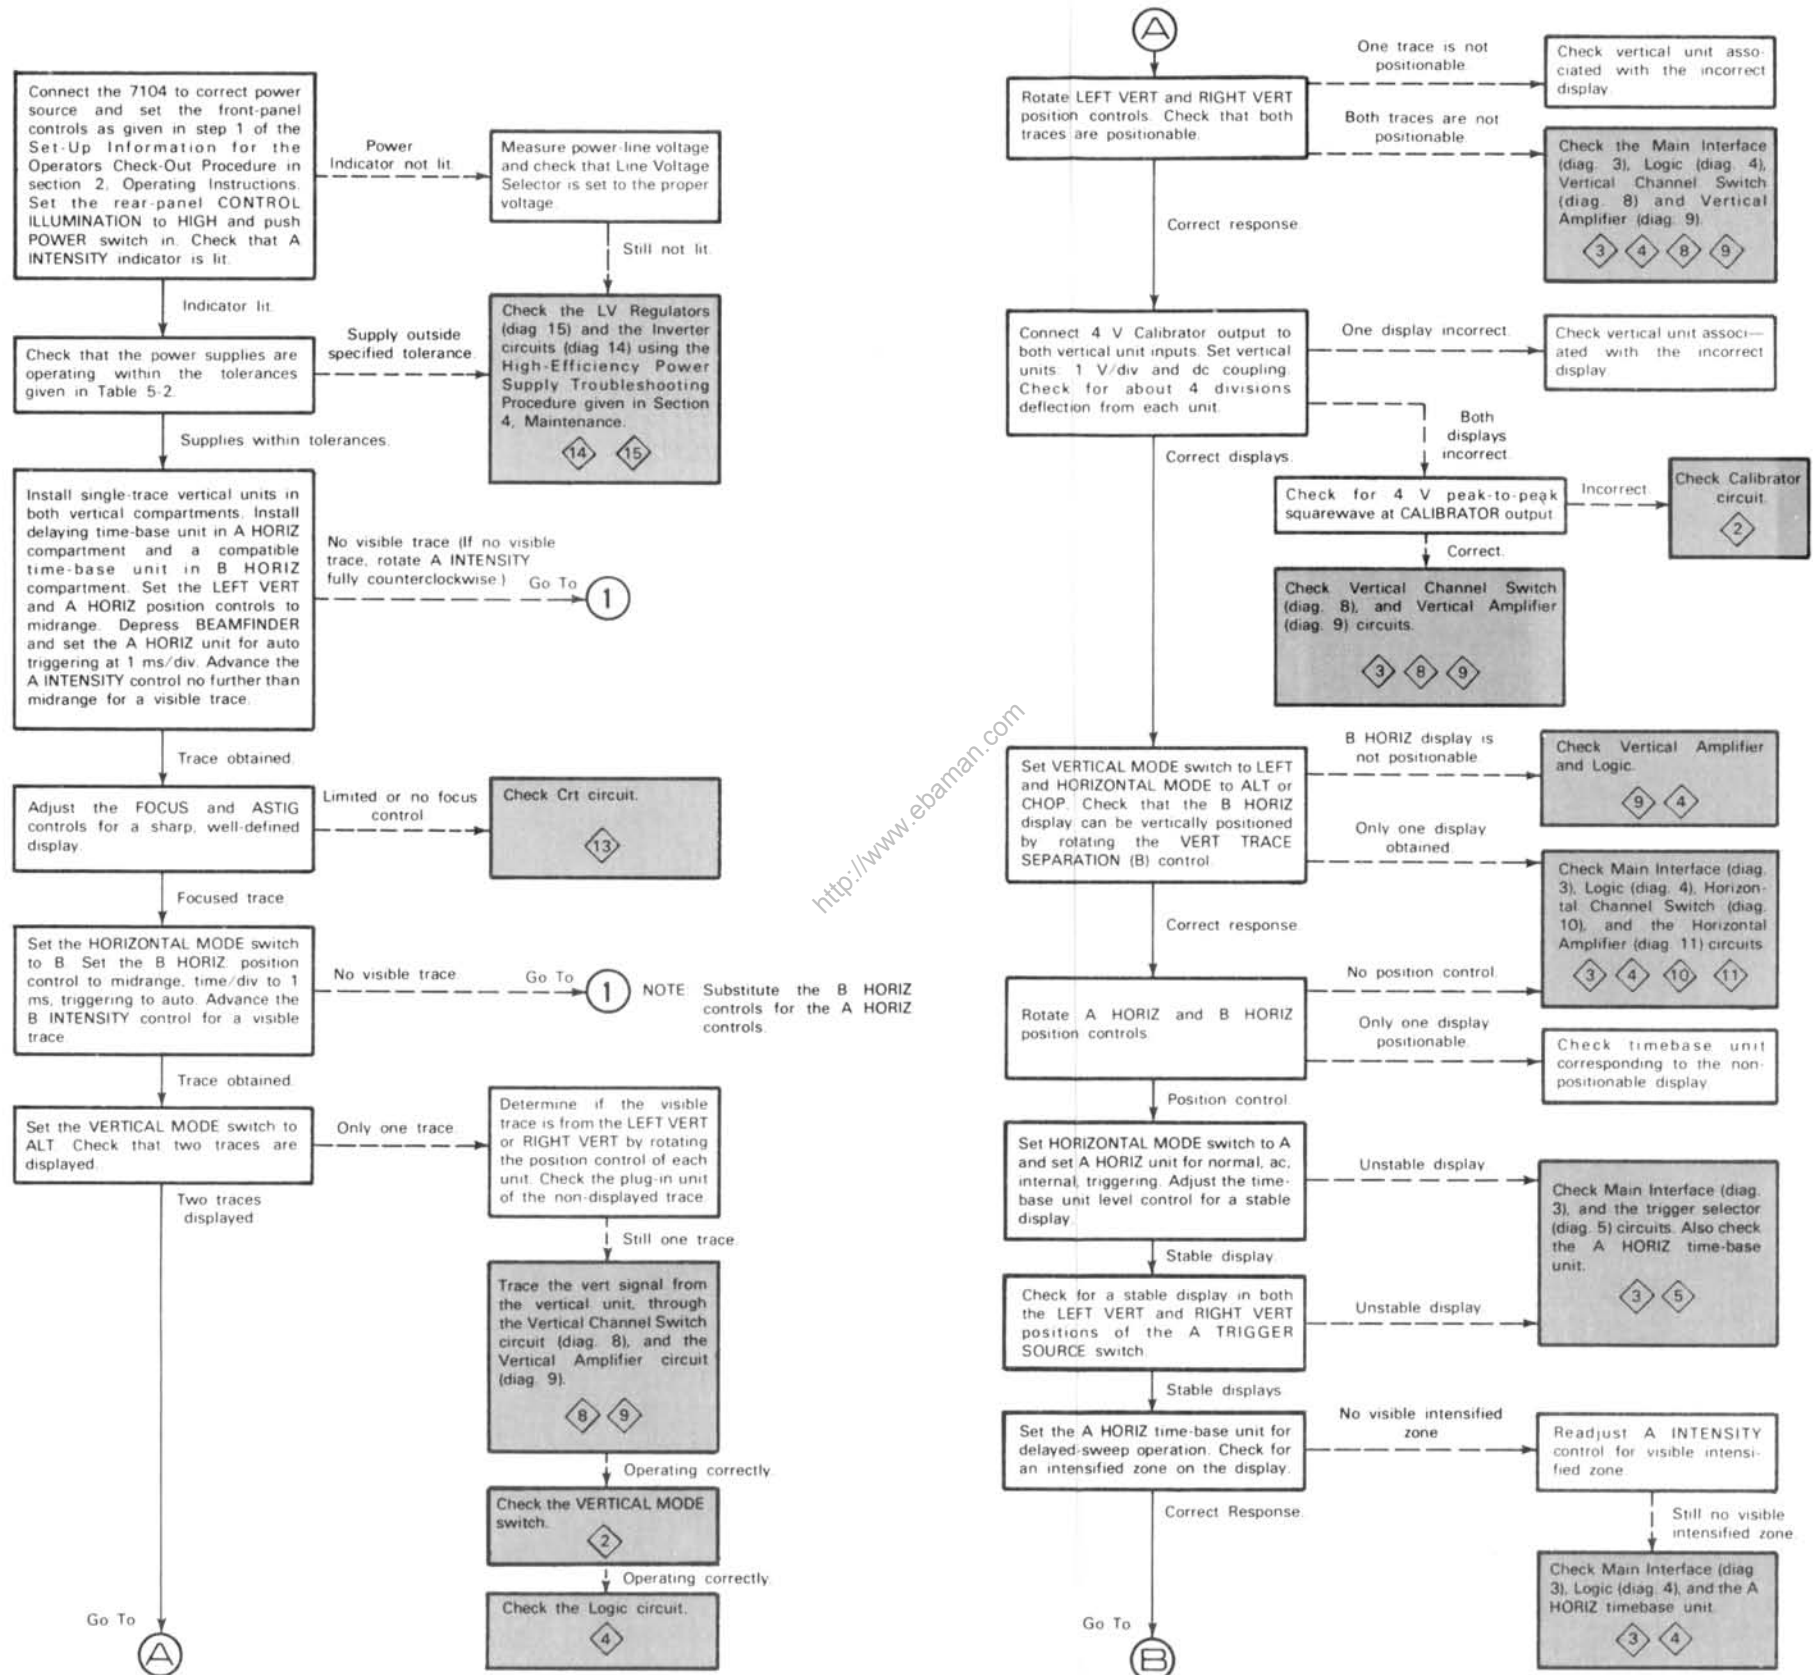 Connect the 7104 to correct power
source and set the front-panel
controls as given in step 1 of the
Set-Up Information for the
Operators Check-Out Procedure in
section 2, Operating Instructions.
Set the rear-panel CONTROL
ILLUMINATION to HIGH and push
POWER switch in. Check that A
INTENSITY indicator is lit.
Power
Indicator not lit.
Measure power-line voltage
and check that Line Voltage
Selector is set to the proper
voltage.
Still not lit.
Indicator lit.
Check that the power supplies are
operating within the tolerances
given in Table 5-2.
Supply outside
specified tolerance.
Check the LV Regulators
(diag 15) and the Inverter
circuits (diag 14) using the
High-Efficiency Power
Supply Troubleshooting
Procedure given in Section
4, Maintenance.
14 15
Supplies within tolerances.
Install single-trace vertical units in
both vertical compartments. Install
delaying time-base unit in A HORIZ
compartment and a compatible
time-base unit in B HORIZ
compartment. Set the LEFT VERT
and A HORIZ position controls to
midrange. Depress BEAMFINDER
and set the A HORIZ unit for auto
triggering at 1 ms/div. Advance the
A INTENSITY control no further than
midrange for a visible trace.
No visible trace (If no visible
trace, rotate A INTENSITY
fully counterclockwise.) Go To
1
Trace obtained.
Adjust the FOCUS and ASTIG
controls for a sharp, well-defined
display.
Limited or no focus
control
Check Crt circuit.
13
Focused trace
Set the HORIZONTAL MODE switch
to B. Set the B HORIZ position
control to midrange, time/div to 1
ms, triggering to auto. Advance the
B INTENSITY control for a visible
trace.
No visible trace. Go To
1
NOTE: Substitute the B HORIZ
controls for the A HORIZ
controls.
Trace obtained.
Set the VERTICAL MODE switch to
ALT. Check that two traces are
displayed.
Only one trace.
Determine if the visible
trace is from the LEFT VERT
or RIGHT VERT by rotating
the position control of each
unit. Check the plug-in unit
of the non-displayed trace.
Two traces
displayed
Still one trace.
Trace the vert signal from
the vertical unit, through
the Vertical Channel Switch
circuit (diag. 8), and the
Vertical Amplifier circuit
(diag. 9).
8 9
Operating correctly.
Check the VERTICAL MODE
switch.
2
Operating correctly.
Check the Logic circuit.
4
Go To
A
A
Rotate LEFT VERT and RIGHT VERT
position controls. Check that both
traces are positionable.
One trace is not
positionable.
Check vertical unit asso-
ciated with the incorrect
display.
Both traces are not
positionable.
Check the Main Interface
(diag. 3), Logic (diag. 4),
Vertical Channel Switch
(diag. 8) and Vertical
Amplifier (diag. 9).
3 4 8 9
Correct response.
Connect 4 V Calibrator output to
both vertical unit inputs. Set vertical
units: 1 V/div and dc coupling.
Check for about 4 divisions
deflection from each unit.
One display incorrect.
Check vertical unit associ—
ated with the incorrect
display.
Both
displays
incorrect.
Correct displays.
Check for 4 V peak-to-peak
squarewave at CALIBRATOR output
Incorrect.
Check Calibrator
circuit.
2
Correct.
Check Vertical Channel Switch
(diag. 8), and Vertical Amplifier
(diag. 9) circuits.
3 8 9
http://www.ebaman.com
Set VERTICAL MODE switch to LEFT
and HORIZONTAL MODE to ALT or
CHOP. Check that the B HORIZ
display can be vertically positioned
by rotating the VERT TRACE
SEPARATION (B) control.
B HORIZ display is
not positionable
Check Vertical Amplifier
and Logic.
9 4
Only one display
obtained.
Check Main Interface (diag.
3), Logic (diag. 4), Horizon-
tal Channel Switch (diag.
10), and the Horizontal
Amplifier (diag. 11) circuits
3 4 10 11
Correct response.
Rotate A HORIZ and B HORIZ
position controls
No position control.
Only one display
positionable.
Check timebase unit
corresponding to the non-
positionable display
Position control.
Set HORIZONTAL MODE switch to A
and set A HORIZ unit for normal, ac,
internal, triggering. Adjust the time-
base unit level control for a stable
display.
Unstable display
Check Main Interface (diag.
3), and the trigger selector
(diag. 5) circuits. Also check
the A HORIZ time-base
unit.
3 5
Stable display.
Check for a stable display in both
the LEFT VERT and RIGHT VERT
positions of the A TRIGGER
SOURCE switch.
Unstable display
Stable displays
Set the A HORIZ time-base unit for
delayed-sweep operation. Check for
an intensified zone on the display.
No visible intensified
zone
Readjust A INTENSITY
control for visible intensi-
fied zone.
Correct Response.
Still no visible
intensified zone.
Check Main Interface (diag
3), Logic (diag. 4), and the A
HORIZ timebase unit.
3 4
Go To
B